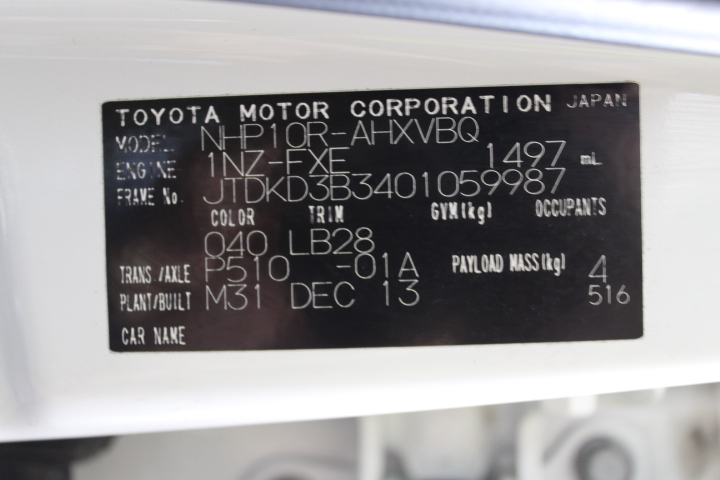 TOYOTA MOTOR CORPORATION JAPAN
MODEL NHP10R-AHXVBQ
ENGINE 1NZ-FXE 1497 mL
FRAME No. JTDKD3B3401059987
COLOR TRIM GVM(kg) OCCUPANTS
040 LB28
TRANS./AXLE P510 -01A PAYLOAD MASS(kg) 4
PLANT/BUILT M31 DEC 13 516
CAR NAME